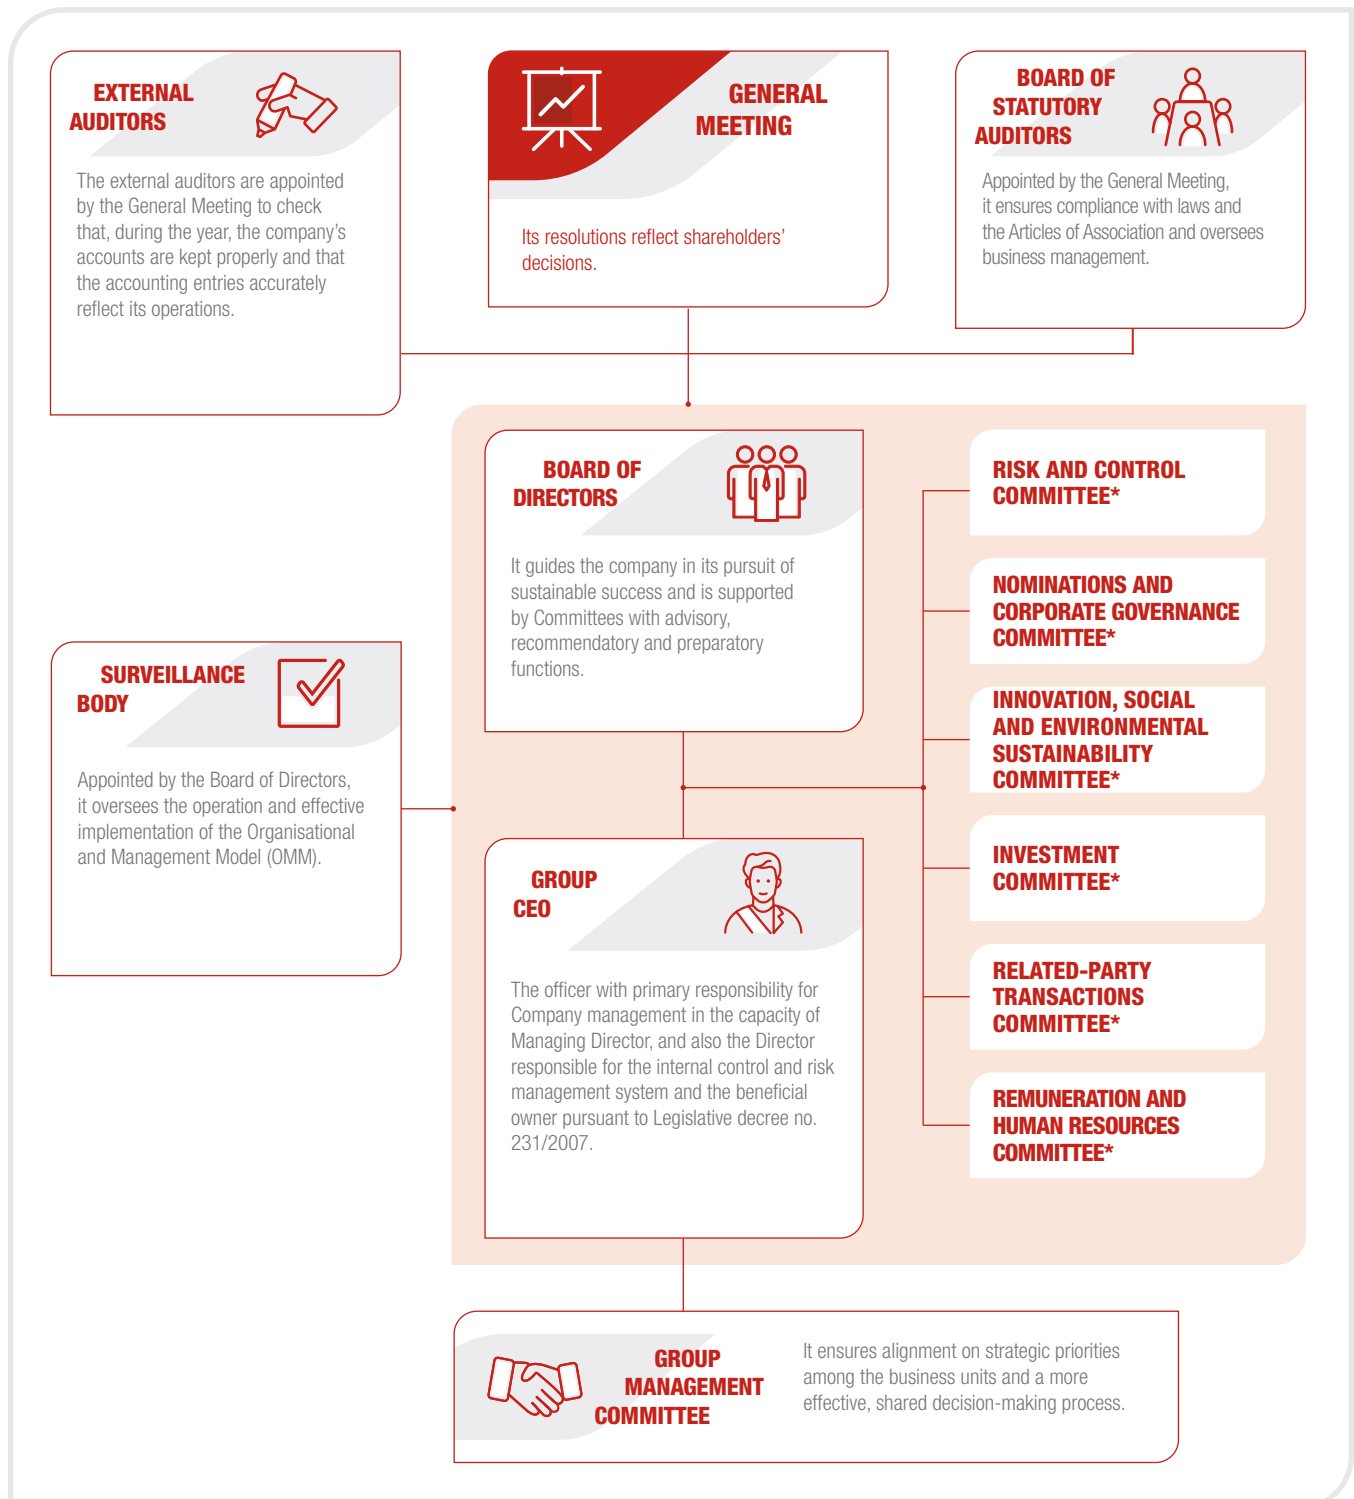 EXTERNAL
AUDITORS
The external auditors are appointed
by the General Meeting to check
that, during the year, the company's
accounts are kept properly and that
the accounting entries accurately
reflect its operations.
GENERAL
MEETING
Its resolutions reflect shareholders'
decisions.
BOARD OF
STATUTORY
AUDITORS
Appointed by the General Meeting,
it ensures compliance with laws and
the Articles of Association and oversees
business management.
BOARD OF
DIRECTORS
It guides the company in its pursuit of
sustainable success and is supported
by Committees with advisory,
recommendatory and preparatory
functions.
SURVEILLANCE
BODY
Appointed by the Board of Directors,
it oversees the operation and effective
implementation of the Organisational
and Management Model (OMM).
GROUP
CEO
The officer with primary responsibility for
Company management in the capacity of
Managing Director, and also the Director
responsible for the internal control and risk
management system and the beneficial
owner pursuant to Legislative decree no.
231/2007.
RISK AND CONTROL
COMMITTEE*
NOMINATIONS AND
CORPORATE GOVERNANCE
COMMITTEE*
INNOVATION, SOCIAL
AND ENVIRONMENTAL
SUSTAINABILITY
COMMITTEE*
INVESTMENT
COMMITTEE*
RELATED-PARTY
TRANSACTIONS
COMMITTEE*
REMUNERATION AND
HUMAN RESOURCES
COMMITTEE*
GROUP
MANAGEMENT
COMMITTEE
It ensures alignment on strategic priorities
among the business units and a more
effective, shared decision-making process.